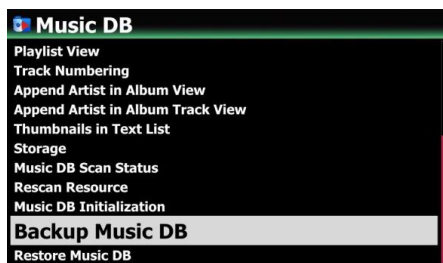 Music DB
Playlist View
Track Numbering
Append Artist in Album View
Append Artist in Album Track View
Thumbnails in Text List
Storage
Music DB Scan Status
Rescan Resource
Music DB Initialization
Backup Music DB
Restore Music DB